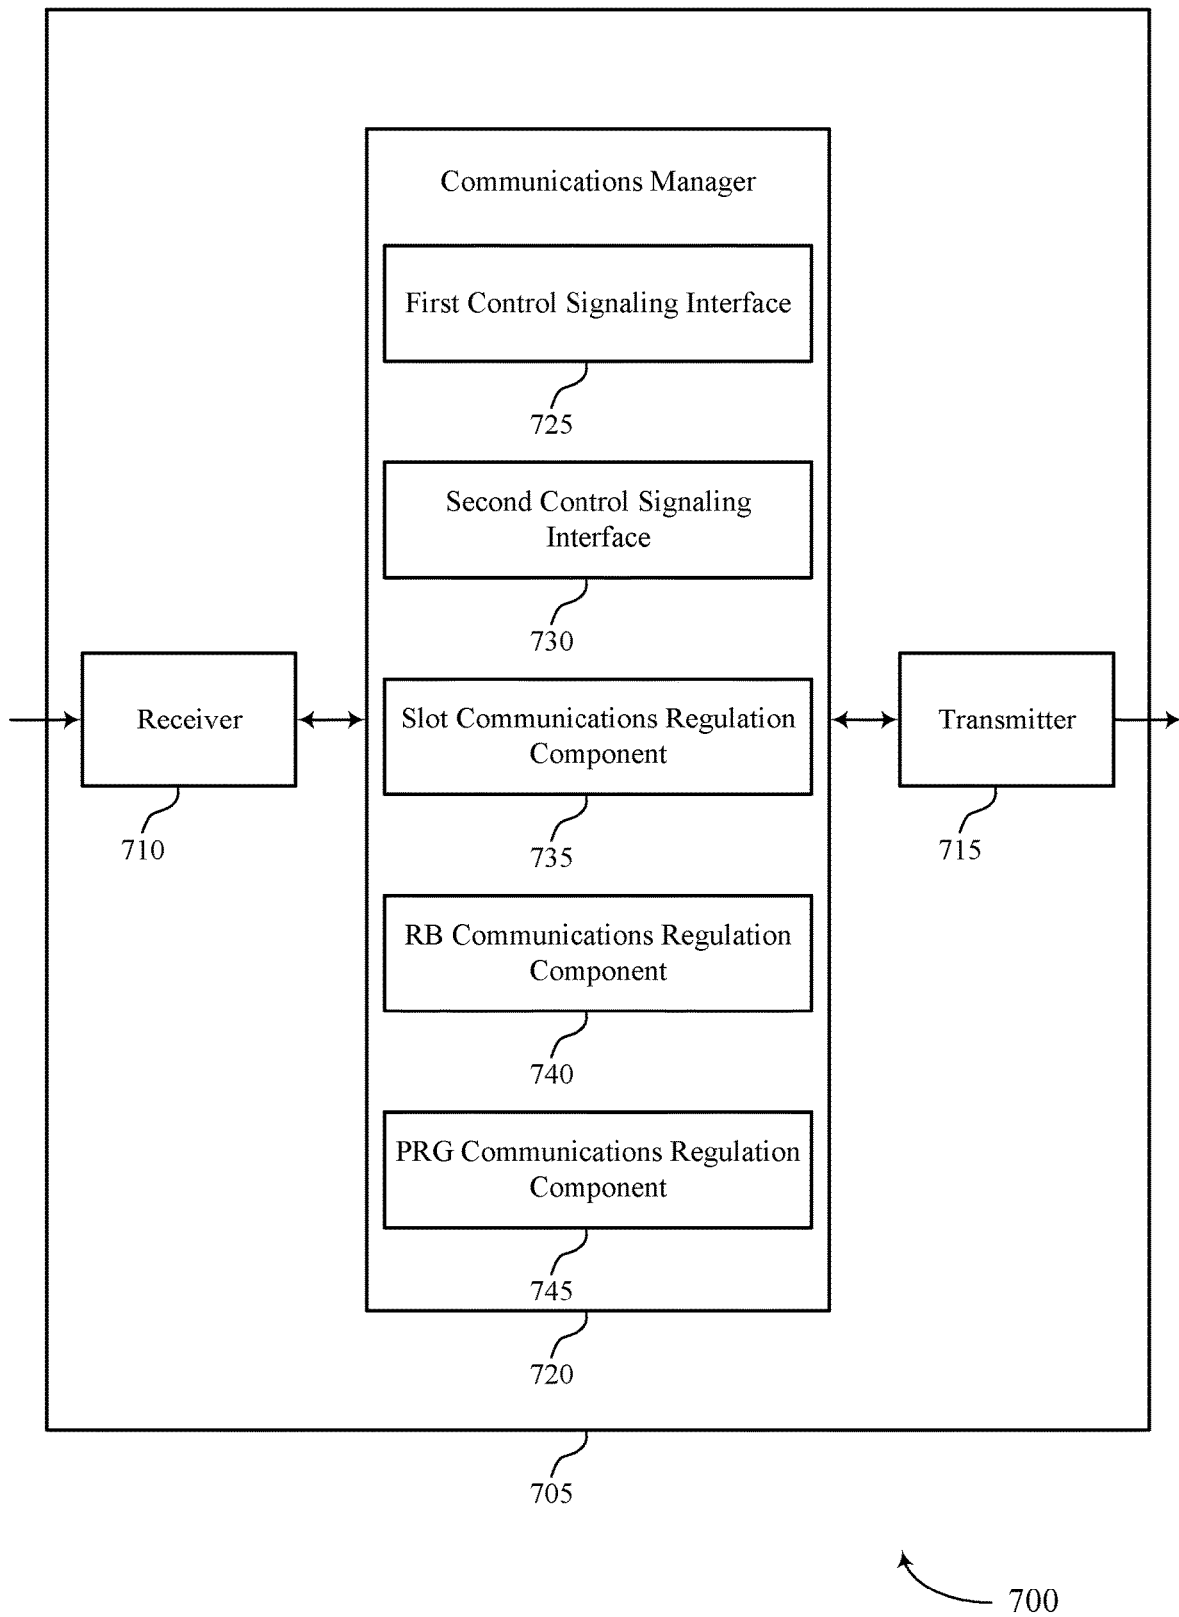 Communications Manager
First Control Signaling Interface
725
Second Control Signaling
Interface
730
Receiver
710
Slot Communications Regulation
Component
735
Transmitter
715
RB Communications Regulation
Component
740
PRG Communications Regulation
Component
745
720
705
700